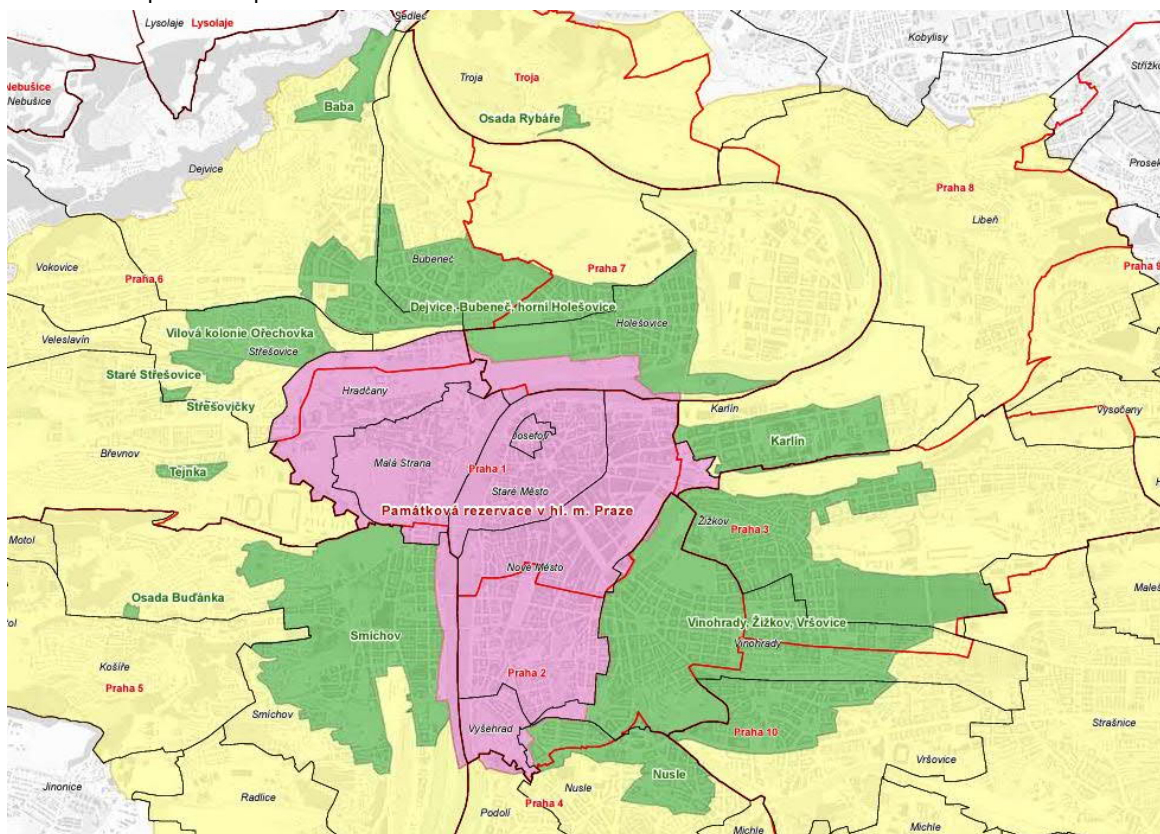 Lysolaje
Lysolaje
Sedlec
Kobylisy
Střížkov
Nebušice
Nebušice
Troja
Troja
Baba
Osada Rybáře
Dejvice
Prosek
Praha 8
Libeň
Vokovice
Praha 6
Bubeneč
Praha 7
Praha 9
Dejvice, Bubeneč, horní Holešovice
Holešovice
Vilová kolonie Ořechovka
Veleslavín
Střešovice
Staré Střešovice
Střešovičky
Hradčany
Karlín
Vysočany
Josefov
Karlín
Břevnov
Tejnka
Malá Strana
Praha 1
Staré Město
Památková rezervace v hl. m. Praze
Žižkov
Praha 3
Motol
Nové Město
Osada Buďánka
Smíchov
Vinohrady, Žižkov, Vršovice
Vinohrady
Košíře
Praha 5
Praha 2
Smíchov
Vyšehrad
Praha 10
Strašnice
Vršovice
Jinonice
Radlice
Nusle
Nusle
Podolí
Praha 4
Michle
Michle